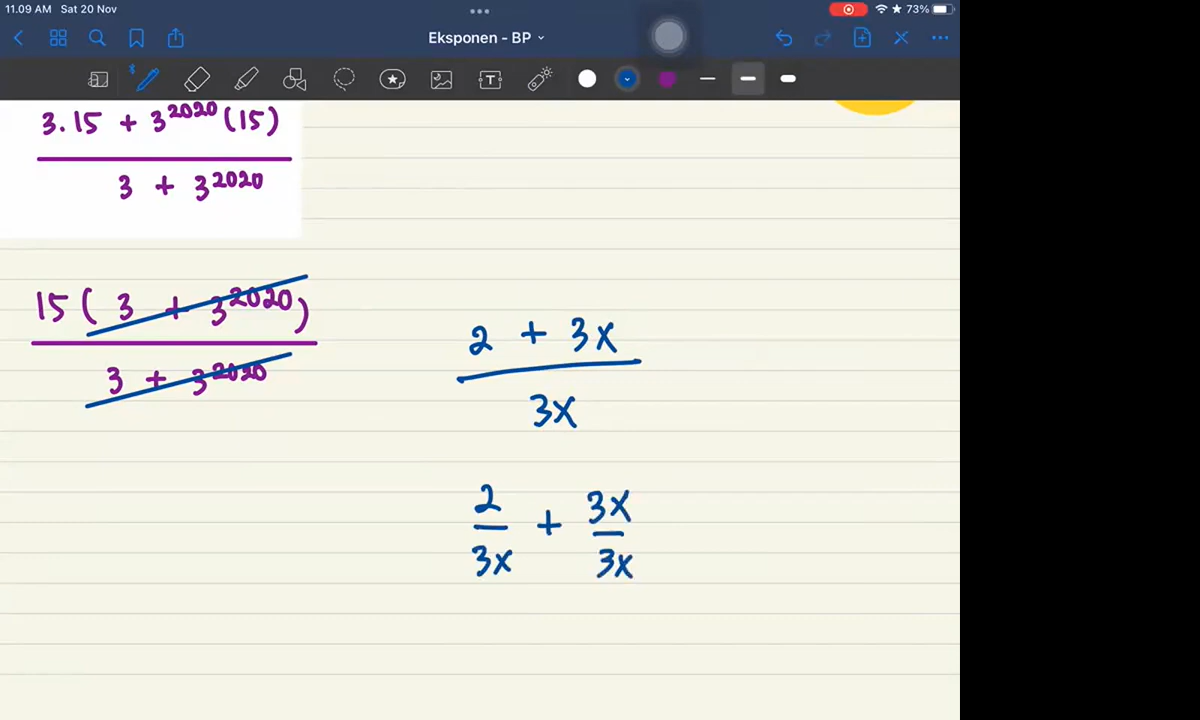 11.09 AM Sat 20 Nov
73%
Eksponen - BP
T
3.15 + 3^2020 (15)
3 + 3^2020
15 ( 3 + 3^2020 )
3 + 3^2020
2 + 3x
3x
2 + 3x
3x 3x